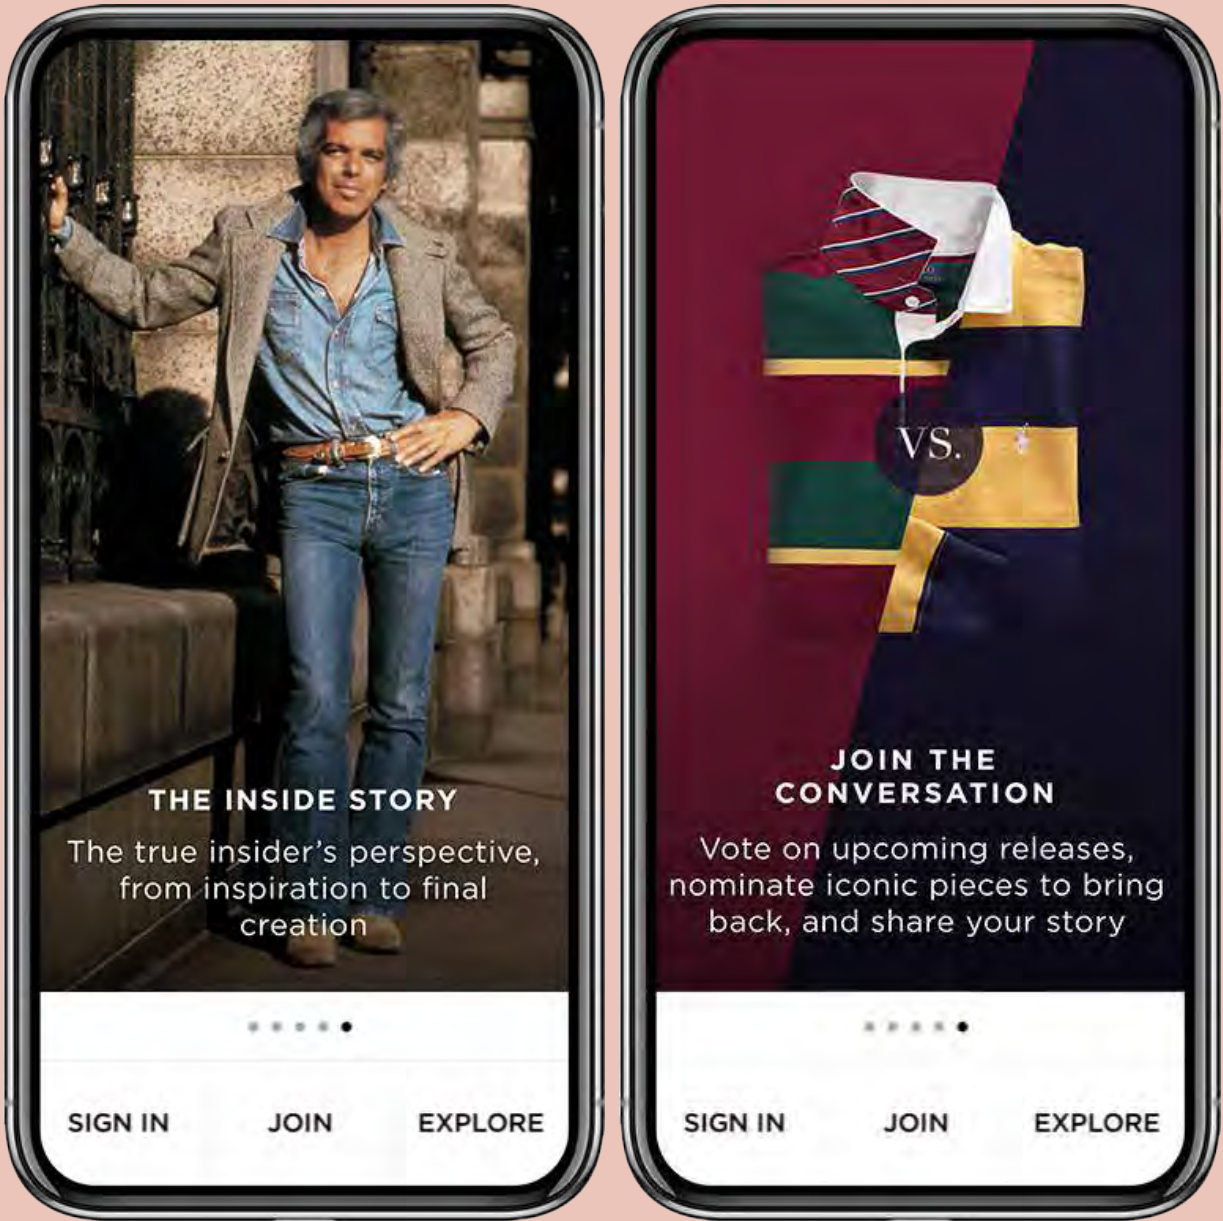 THE INSIDE STORY
The true insider's perspective,
from inspiration to final
creation
SIGN IN JOIN EXPLORE
VS.
JOIN THE
CONVERSATION
Vote on upcoming releases,
nominate iconic pieces to bring
back, and share your story
SIGN IN JOIN EXPLORE